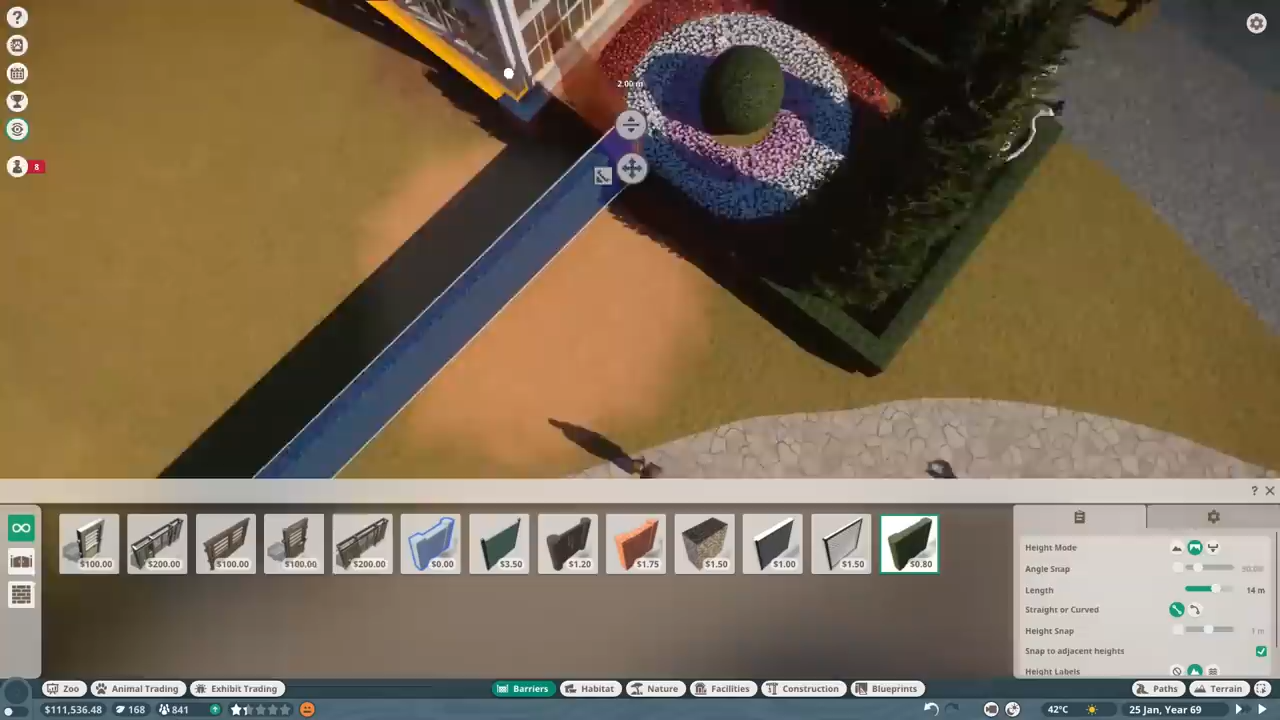 ?
8
2.00 m
?
$100.00
$200.00
$100.00
$100.00
$200.00
$0.00
$3.50
$1.20
$1.75
$1.50
$1.00
$1.50
$0.80
Height Mode
Angle Snap
Length 14 m
Straight or Curved
Height Snap 1 m
Snap to adjacent heights
Height Labels
Zoo
Animal Trading
Exhibit Trading
Barriers
Habitat
Nature
Facilities
Construction
Blueprints
Paths
Terrain
$111,536.48
168
841
42°C
25 Jan, Year 69